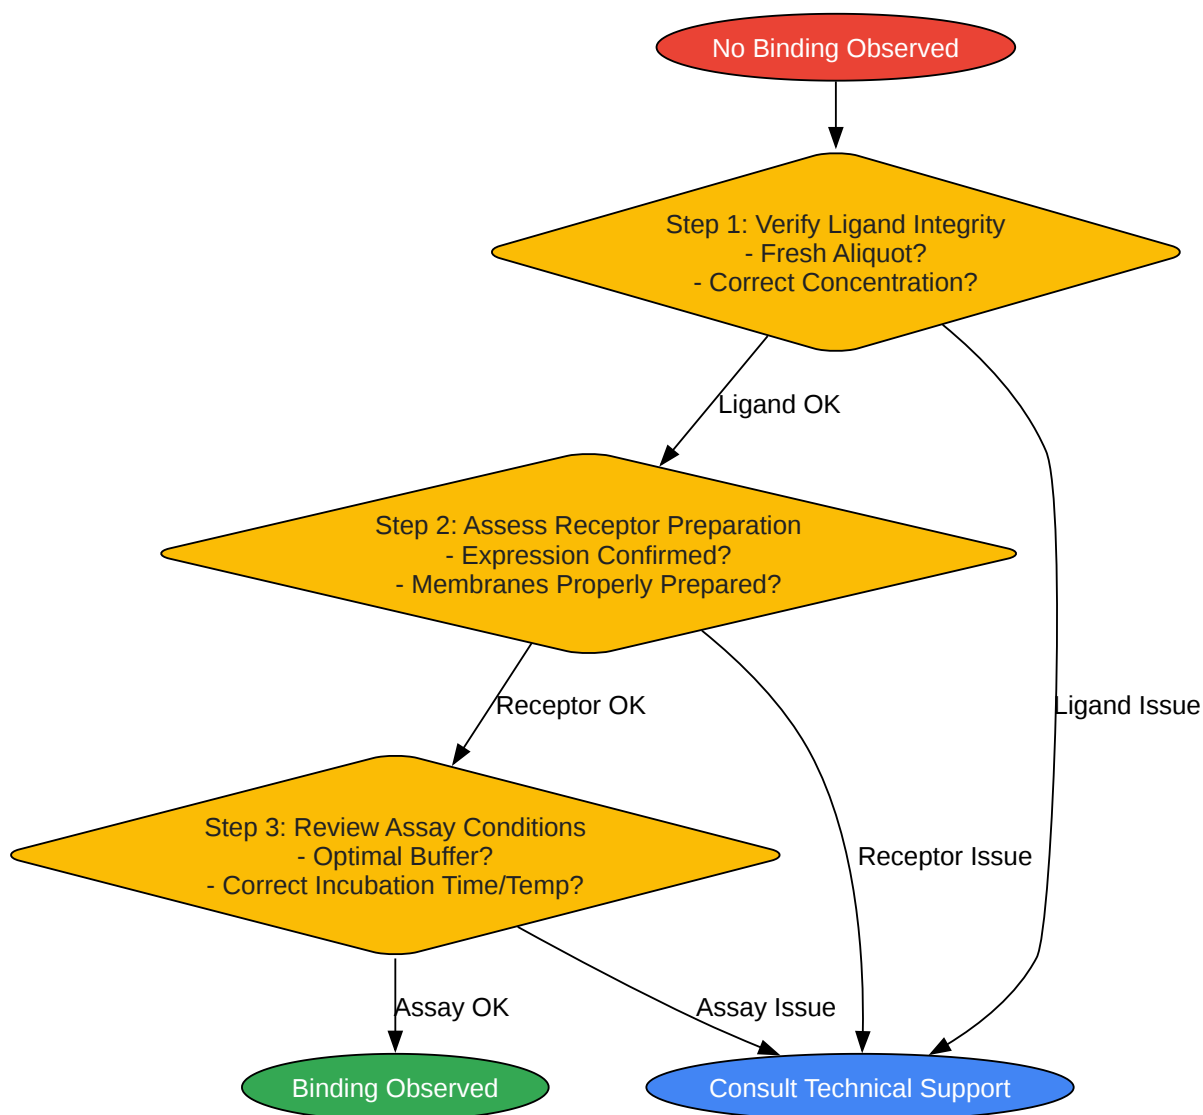 No Binding Observed
Step 1: Verify Ligand Integrity
- Fresh Aliquot?
- Correct Concentration?
Ligand OK
Step 2: Assess Receptor Preparation
- Expression Confirmed?
- Membranes Properly Prepared?
Receptor OK
Ligand Issue
Step 3: Review Assay Conditions
- Optimal Buffer?
- Correct Incubation Time/Temp?
Receptor Issue
Assay OK
Assay Issue
Binding Observed
Consult Technical Support